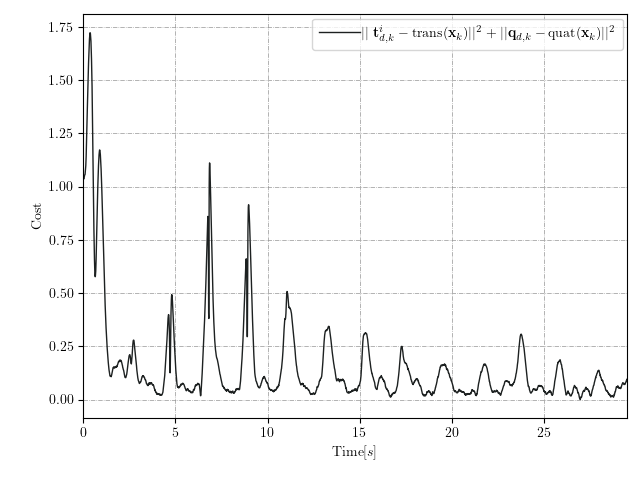 || t^i_{d,k} − trans(x_k)||² + ||q_{d,k} − quat(x_k)||²
1.75
1.50
1.25
1.00
0.75
0.50
0.25
0.00
Cost
0 5 10 15 20 25
Time[s]